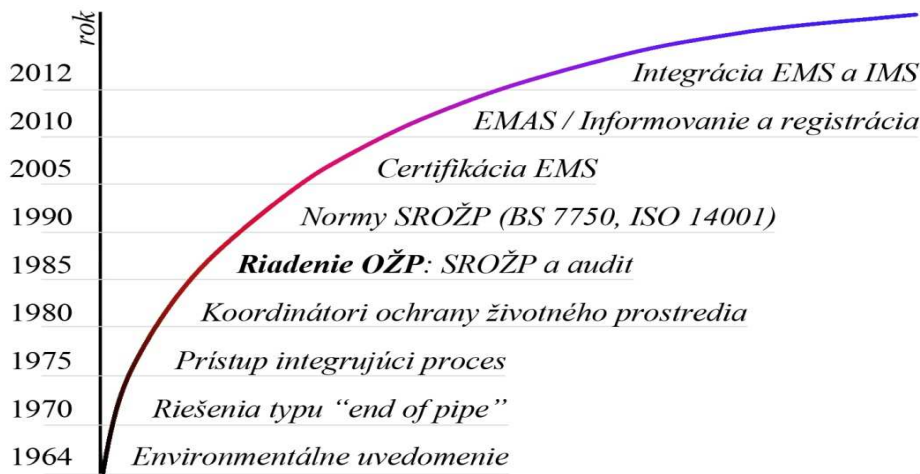 rok
2012 Integrácia EMS a IMS
2010 EMAS / Informovanie a registrácia
2005 Certifikácia EMS
1990 Normy SROŽP (BS 7750, ISO 14001)
1985 Riadenie OŽP: SROŽP a audit
1980 Koordinátori ochrany životného prostredia
1975 Prístup integrujúci proces
1970 Riešenia typu “end of pipe”
1964 Environmentálne uvedomenie